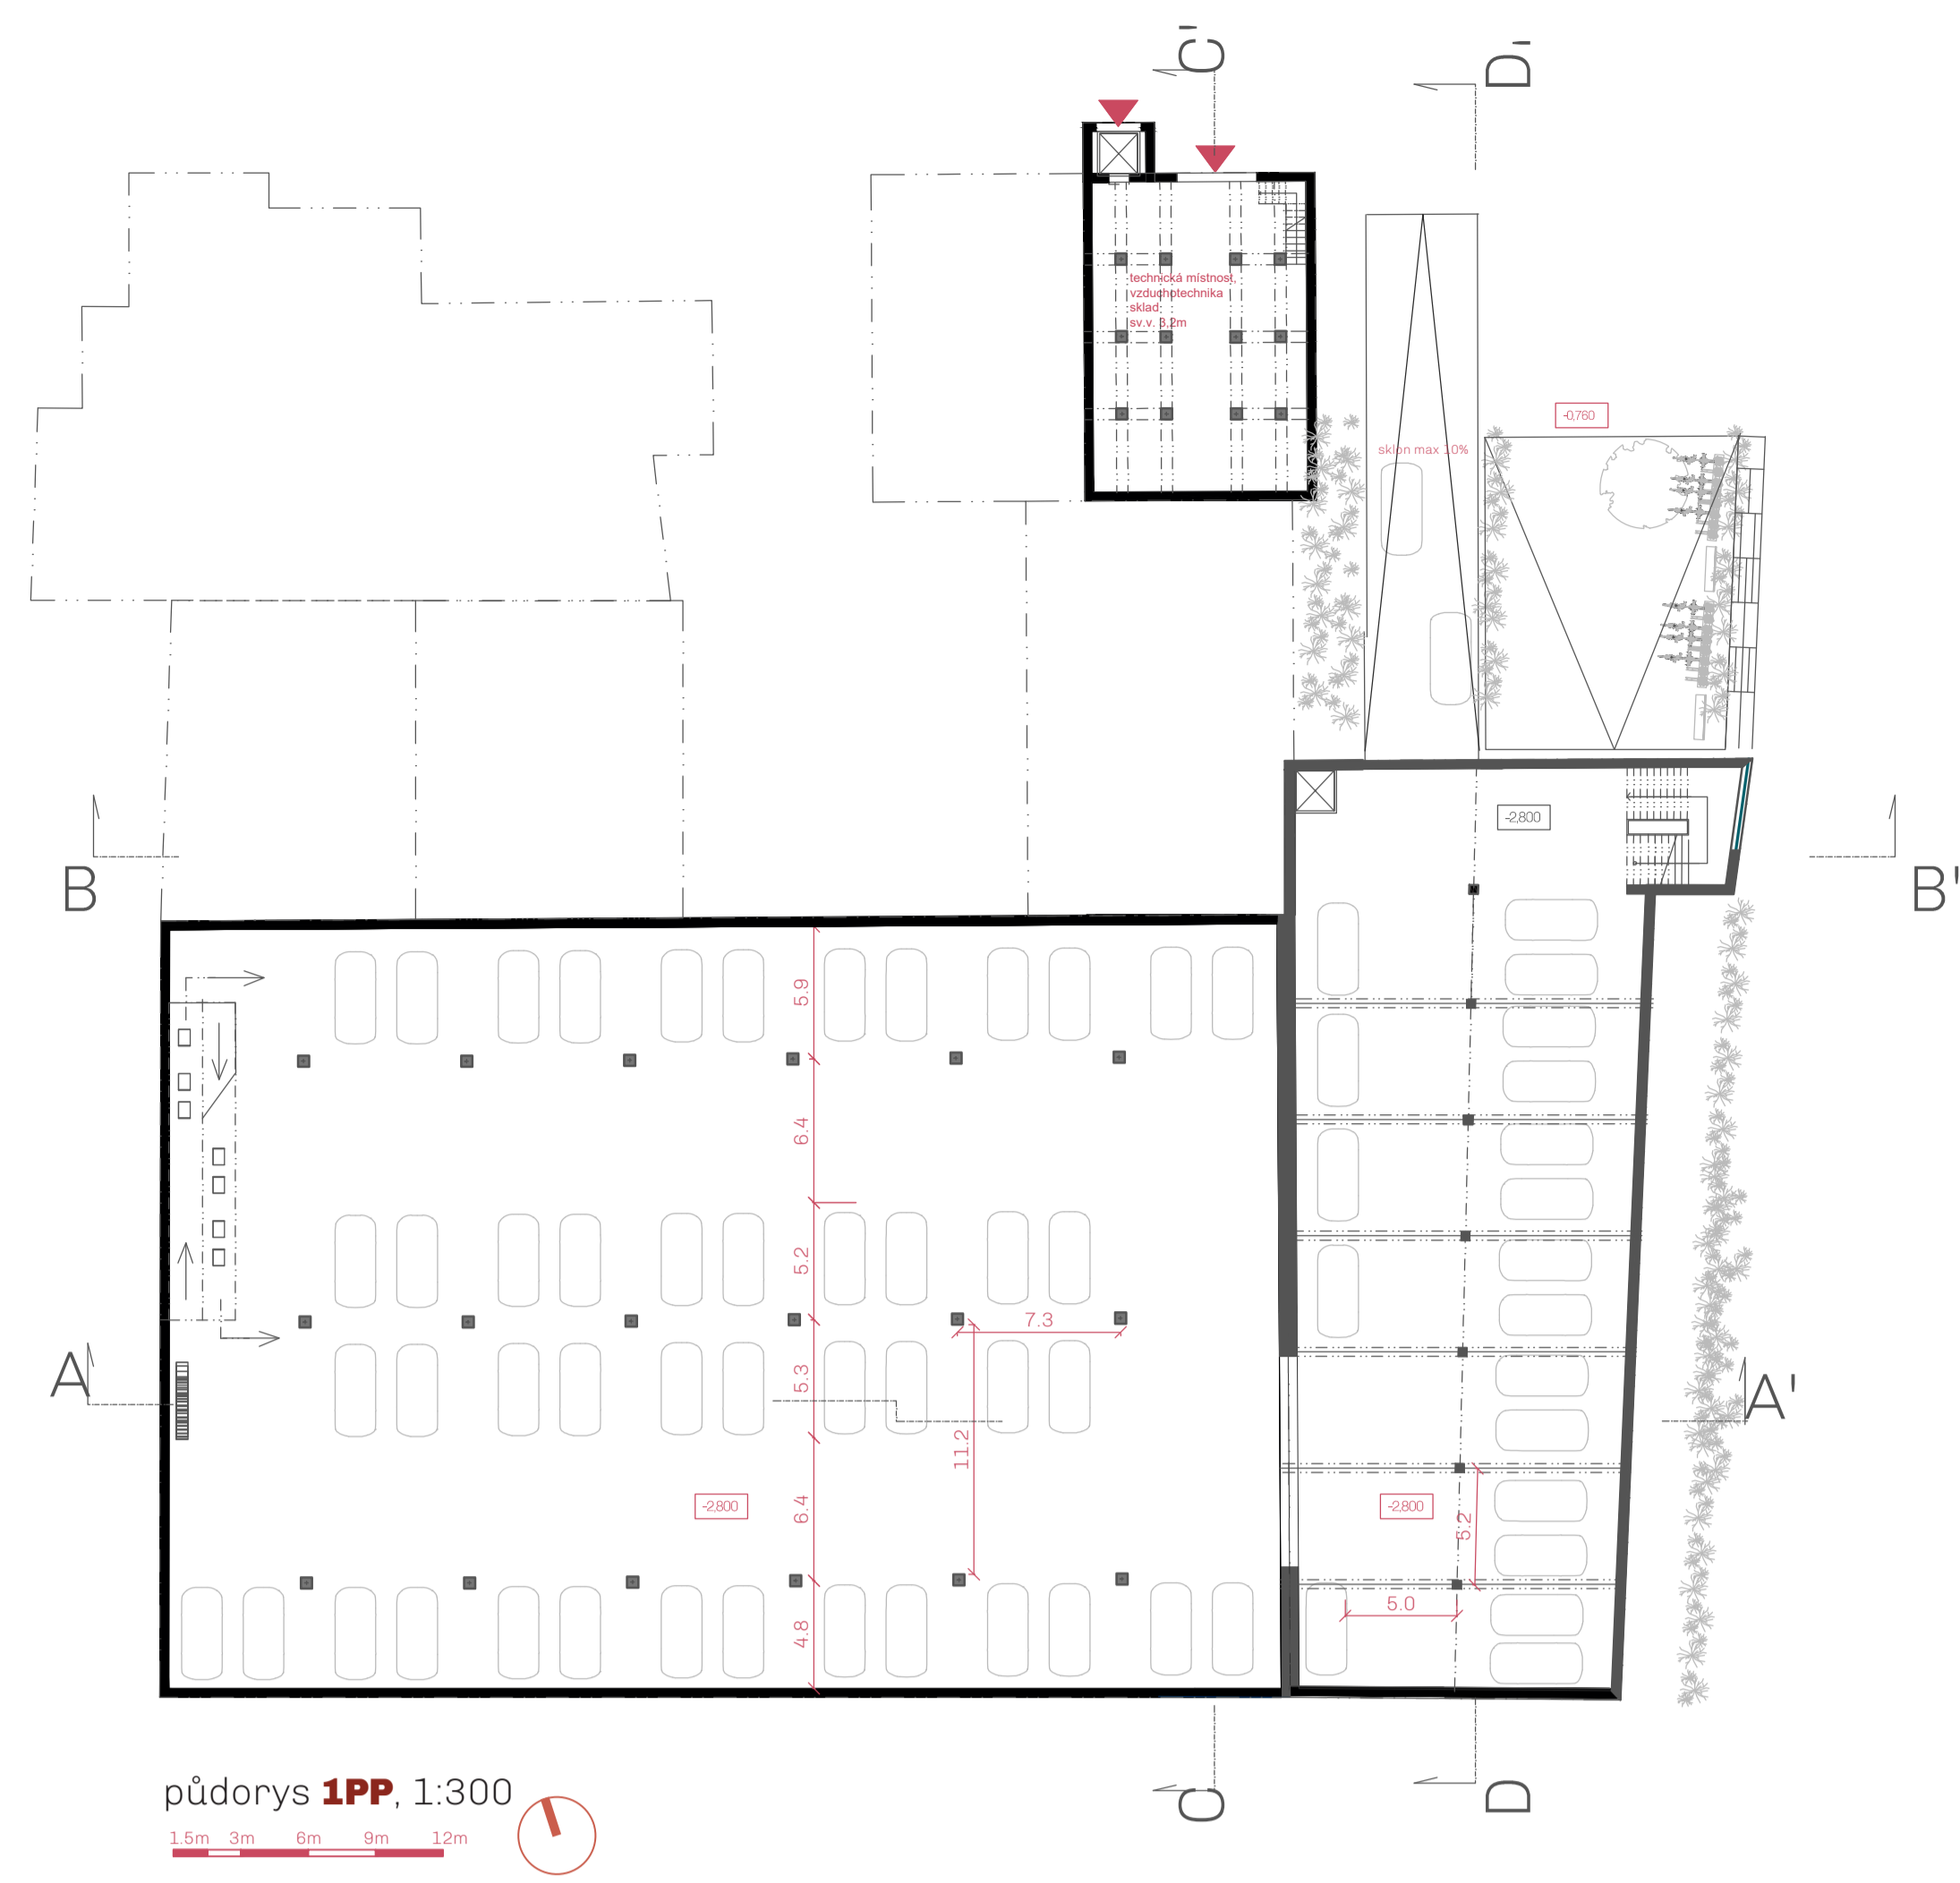 C'
D'
technická místnost,
vzduchotechnika
sklad
sv.v. 3,2m
-0,760
sklon max 10%
-2,800
B
B'
5.9
6.4
5.2
7.3
5.3
A
A'
11.2
-2,800
6.4
-2,800
5.2
5.0
4.8
půdorys 1PP, 1:300
C
D
1.5m 3m 6m 9m 12m